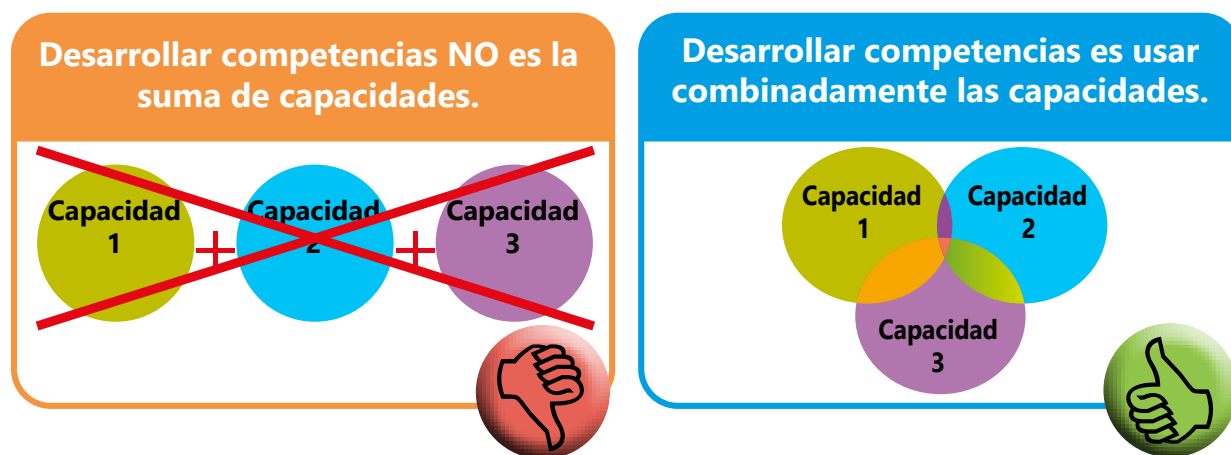 Desarrollar competencias NO es la
suma de capacidades.
Capacidad
1
+
Capacidad
2
+
Capacidad
3
Desarrollar competencias es usar
combinadamente las capacidades.
Capacidad
1
Capacidad
2
Capacidad
3